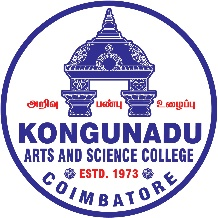 அறிவு பண்பு உழைப்பு
KONGUNADU
ARTS AND SCIENCE COLLEGE
ESTD. 1973
COIMBATORE